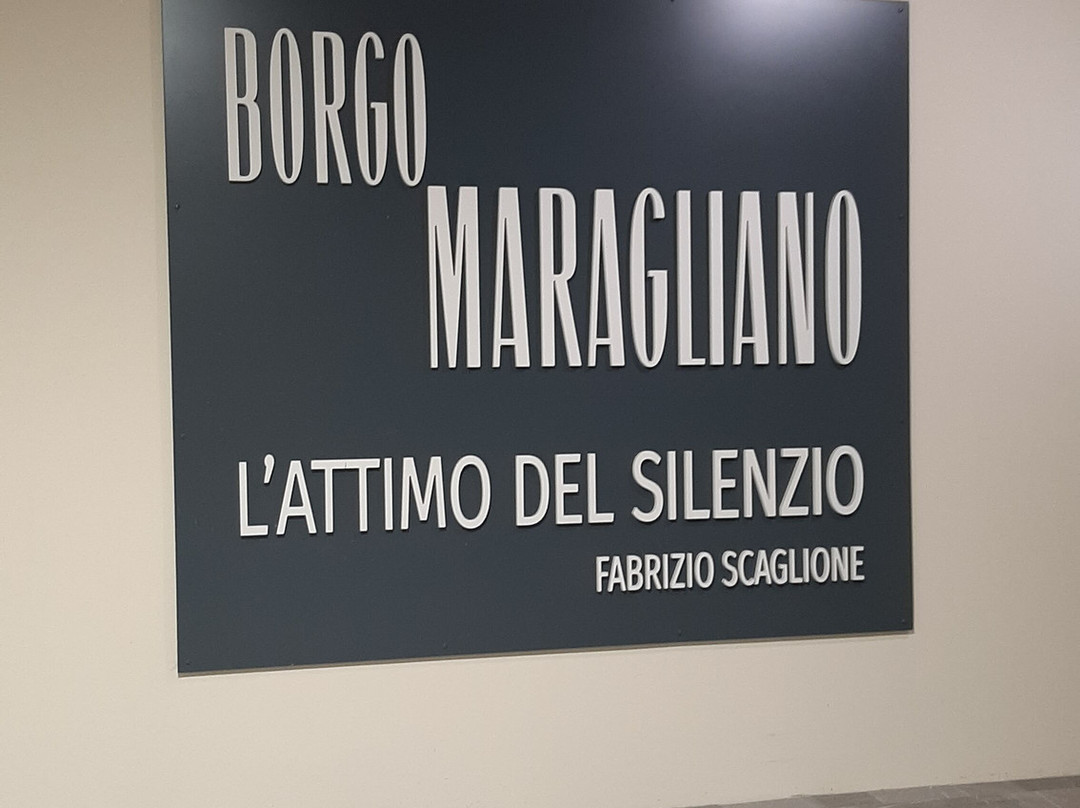 BORGO
MARAGLIANO
L'ATTIMO DEL SILENZIO
FABRIZIO SCAGLIONE